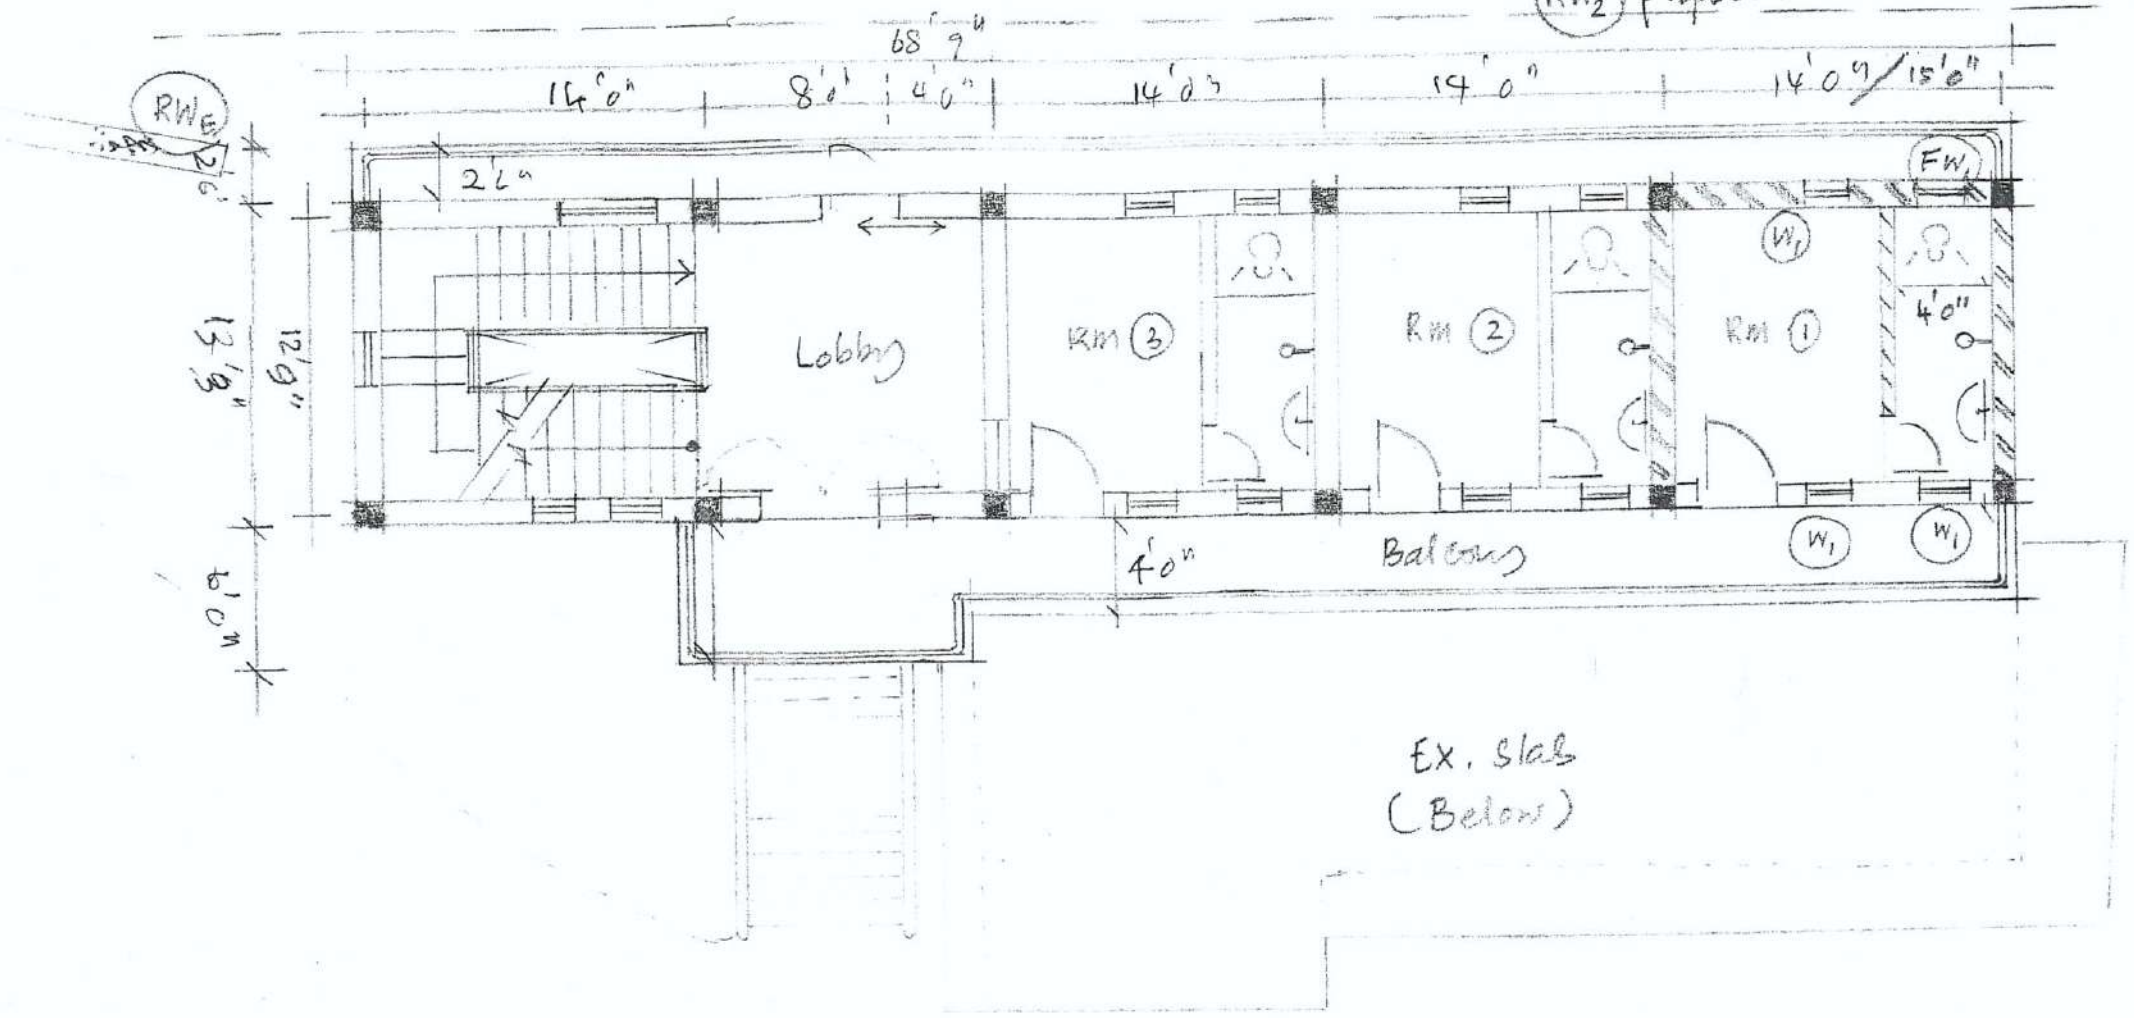 RW2
68'9"
14'0" 8'0' 4'0" 14'0" 14'0" 14'0"/15'0"
RWE
2'6"
2'6"
FW1
W1
13'9"
12'9"
Lobby
RM 3
RM 2
RM 1
4'0"
6'0"
4'0"
Balcony
W1
W1
EX. Slab
(Below)